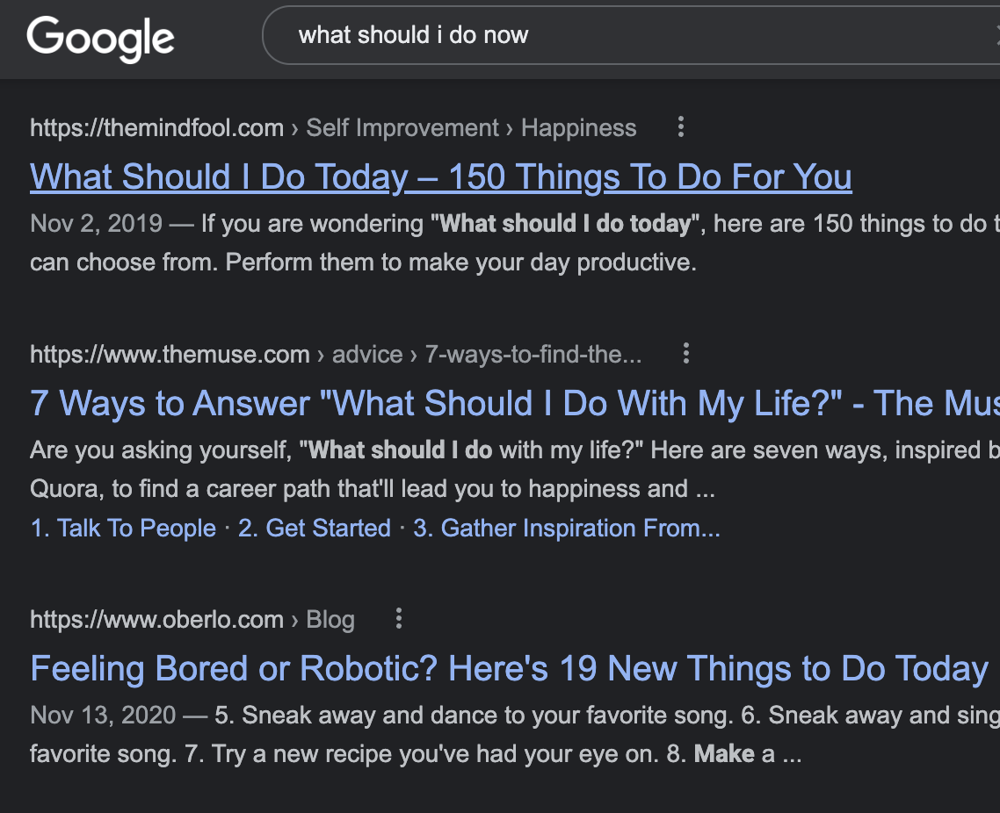 Google
what should i do now
https://themindfool.com › Self Improvement › Happiness
What Should I Do Today – 150 Things To Do For You
Nov 2, 2019 — If you are wondering "What should I do today", here are 150 things to do
can choose from. Perform them to make your day productive.
https://www.themuse.com › advice › 7-ways-to-find-the...
7 Ways to Answer "What Should I Do With My Life?" - The
Are you asking yourself, "What should I do with my life?" Here are seven ways, inspired
Quora, to find a career path that'll lead you to happiness and ...
1. Talk To People · 2. Get Started · 3. Gather Inspiration From...
https://www.oberlo.com › Blog
Feeling Bored or Robotic? Here's 19 New Things to Do Today
Nov 13, 2020 — 5. Sneak away and dance to your favorite song. 6. Sneak away and sing
favorite song. 7. Try a new recipe you've had your eye on. 8. Make a ...